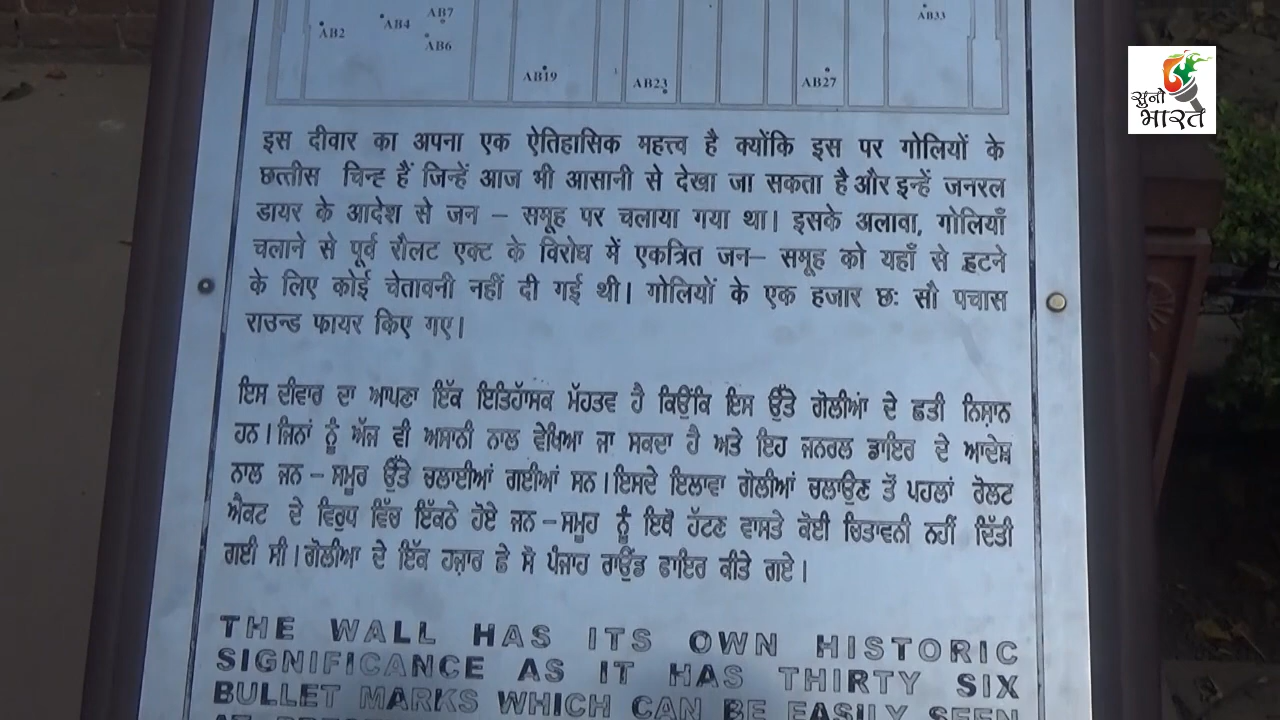 AB2
AB4
AB7
AB6
AB19
AB23
AB27
AB33
सुनो
भारत
इस दीवार का अपना एक ऐतिहासिक महत्त्व है क्योंकि इस पर गोलियों के
छत्तीस चिन्ह हैं जिन्हें आज भी आसानी से देखा जा सकता है और इन्हें जनरल
डायर के आदेश से जन – समूह पर चलाया गया था। इसके अलावा, गोलियाँ
चलाने से पूर्व रौलट एक्ट के विरोध में एकत्रित जन– समूह को यहाँ से हटने
के लिए कोई चेतावनी नहीं दी गई थी। गोलियों के एक हजार छः सौ पचास
राउन्ड फायर किए गए।
ਇਸ ਦੀਵਾਰ ਦਾ ਆਪਣਾ ਇੱਕ ਇਤਿਹਾਸਕ ਮੱਹਤਵ ਹੈ ਕਿਉਂਕਿ ਇਸ ਉੱਤੇ ਗੋਲੀਆਂ ਦੇ ਛਤੀ ਨਿਸ਼ਾਨ
ਹਨ। ਜਿਨਾਂ ਨੂੰ ਅੱਜ ਵੀ ਅਸਾਨੀ ਨਾਲ ਵੇਖਿਆ ਜਾ ਸਕਦਾ ਹੈ ਅਤੇ ਇਹ ਜਨਰਲ ਡਾਇਰ ਦੇ ਆਦੇਸ਼
ਨਾਲ ਜਨ – ਸਮੂਰ ਉੱਤੇ ਚਲਾਈਆਂ ਗਈਆਂ ਸਨ। ਇਸਦੇ ਇਲਾਵਾ ਗੋਲੀਆਂ ਚਲਾਉਣ ਤੋਂ ਪਹਲਾਂ ਰੋਲਟ
ਐਕਟ ਦੇ ਵਿਰੁਧ ਵਿੱਚ ਇੱਕਠੇ ਹੋਏ ਜਨ – ਸਮੂਹ ਨੂੰ ਇਥੋਂ ਹੱਟਣ ਵਾਸਤੇ ਕੋਈ ਚਿਤਾਵਨੀ ਨਹੀਂ ਦਿੱਤੀ
ਗਈ ਸੀ। ਗੋਲੀਆ ਦੇ ਇੱਕ ਹਜ਼ਾਰ ਛੇ ਸੋ ਪੰਜਾਹ ਰਾਉਂਡ ਫਾਇਰ ਕੀਤੇ ਗਏ।
THE WALL HAS ITS OWN HISTORIC
SIGNIFICANCE AS IT HAS THIRTY SIX
BULLET MARKS WHICH CAN BE EASILY SEEN